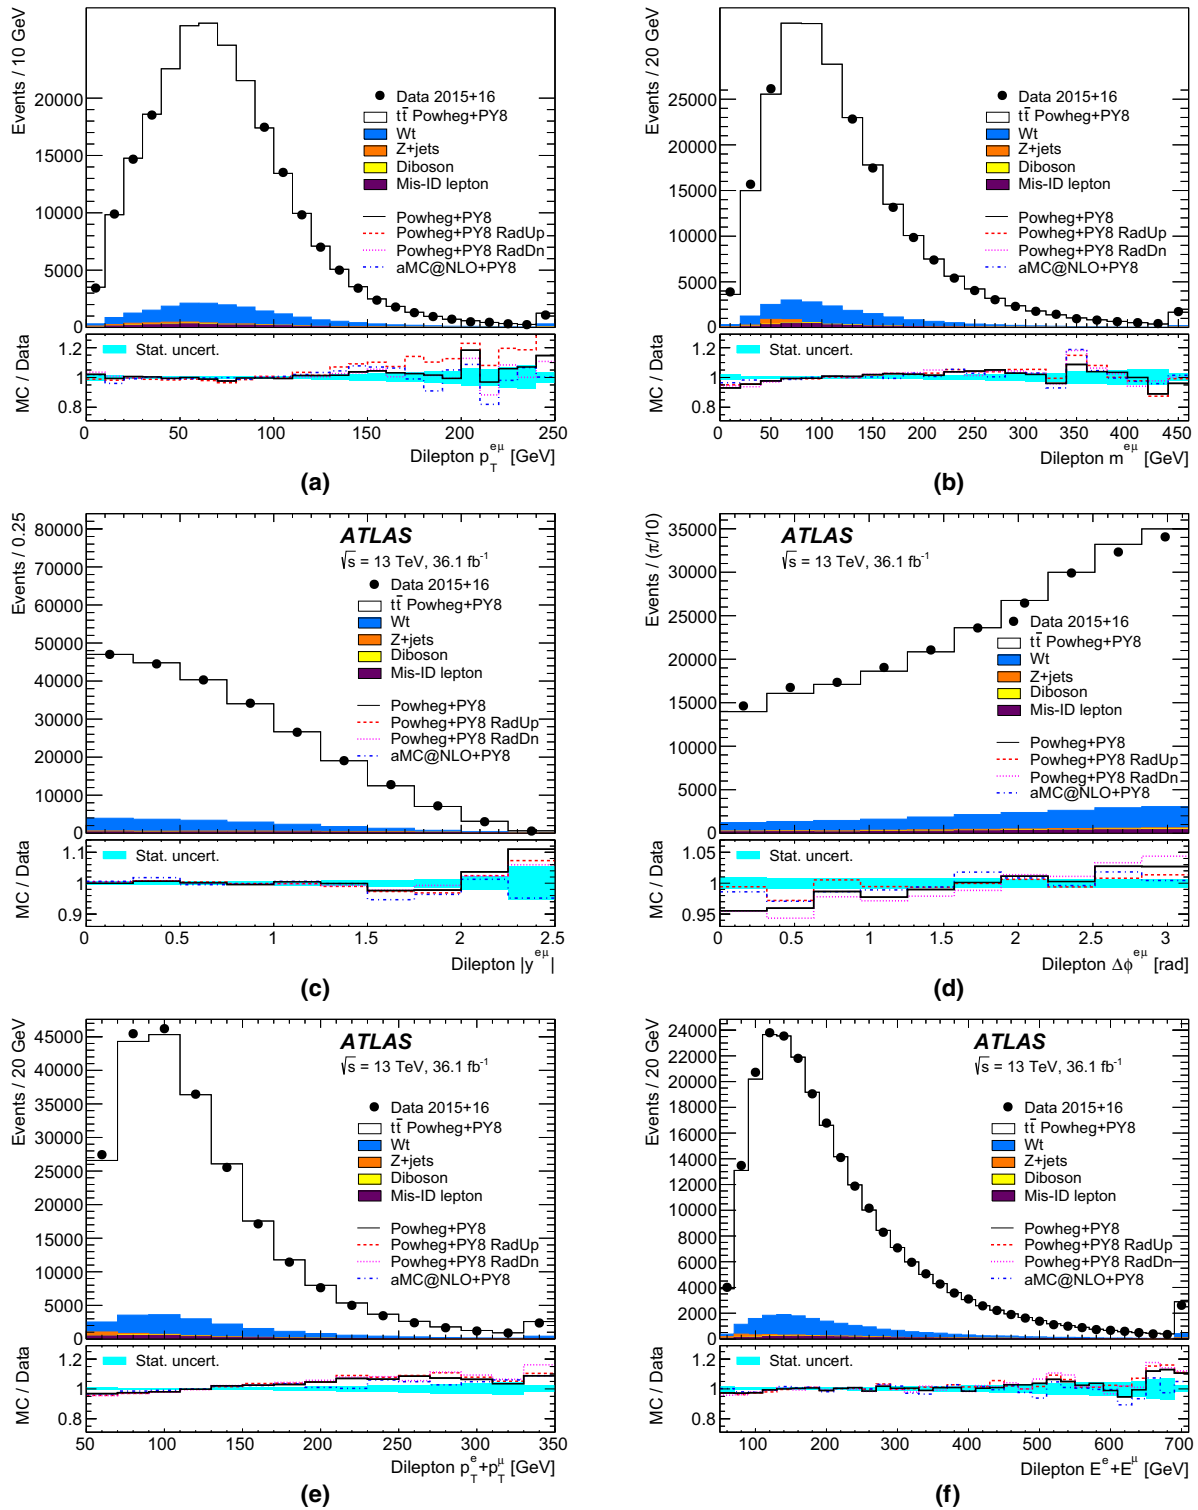 Events / 10 GeV
20000
15000
10000
5000
0
Data 2015+16
tt̄ Powheg+PY8
Wt
Z+jets
Diboson
Mis-ID lepton
Powheg+PY8
Powheg+PY8 RadUp
Powheg+PY8 RadDn
aMC@NLO+PY8
MC / Data
1.2
1
0.8
Stat. uncert.
0 50 100 150 200 250
Dilepton p_T^eμ [GeV]
(a)
Events / 20 GeV
25000
20000
15000
10000
5000
0
Data 2015+16
tt̄ Powheg+PY8
Wt
Z+jets
Diboson
Mis-ID lepton
Powheg+PY8
Powheg+PY8 RadUp
Powheg+PY8 RadDn
aMC@NLO+PY8
MC / Data
1.2
1
0.8
Stat. uncert.
0 50 100 150 200 250 300 350 400 450
Dilepton m^eμ [GeV]
(b)
Events / 0.25
80000
70000
60000
50000
40000
30000
20000
10000
0
ATLAS
√s = 13 TeV, 36.1 fb⁻¹
Data 2015+16
tt̄ Powheg+PY8
Wt
Z+jets
Diboson
Mis-ID lepton
Powheg+PY8
Powheg+PY8 RadUp
Powheg+PY8 RadDn
aMC@NLO+PY8
MC / Data
1.1
1
0.9
Stat. uncert.
0 0.5 1 1.5 2 2.5
Dilepton |y^eμ|
(c)
Events / (π/10)
35000
30000
25000
20000
15000
10000
5000
0
ATLAS
√s = 13 TeV, 36.1 fb⁻¹
Data 2015+16
tt̄ Powheg+PY8
Wt
Z+jets
Diboson
Mis-ID lepton
Powheg+PY8
Powheg+PY8 RadUp
Powheg+PY8 RadDn
aMC@NLO+PY8
MC / Data
1.05
1
0.95
Stat. uncert.
0 0.5 1 1.5 2 2.5 3
Dilepton Δϕ^eμ [rad]
(d)
Events / 20 GeV
45000
40000
35000
30000
25000
20000
15000
10000
5000
0
ATLAS
√s = 13 TeV, 36.1 fb⁻¹
Data 2015+16
tt̄ Powheg+PY8
Wt
Z+jets
Diboson
Mis-ID lepton
Powheg+PY8
Powheg+PY8 RadUp
Powheg+PY8 RadDn
aMC@NLO+PY8
MC / Data
1.2
1
0.8
Stat. uncert.
50 100 150 200 250 300 350
Dilepton p_T^e+p_T^μ [GeV]
(e)
Events / 20 GeV
24000
22000
20000
18000
16000
14000
12000
10000
8000
6000
4000
2000
0
ATLAS
√s = 13 TeV, 36.1 fb⁻¹
Data 2015+16
tt̄ Powheg+PY8
Wt
Z+jets
Diboson
Mis-ID lepton
Powheg+PY8
Powheg+PY8 RadUp
Powheg+PY8 RadDn
aMC@NLO+PY8
MC / Data
1.2
1
0.8
Stat. uncert.
100 200 300 400 500 600 700
Dilepton E^e+E^μ [GeV]
(f)